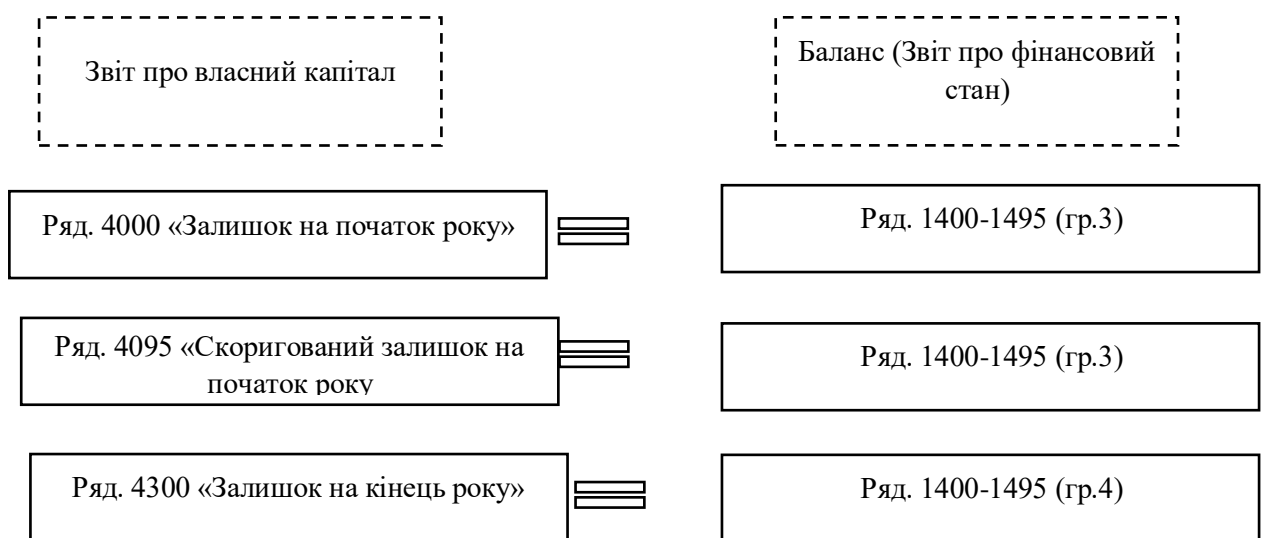 Звіт про власний капітал
Баланс (Звіт про фінансовий
стан)
Ряд. 4000 «Залишок на початок року»
Ряд. 1400-1495 (гр.3)
Ряд. 4095 «Скоригований залишок на
початок року
Ряд. 1400-1495 (гр.3)
Ряд. 4300 «Залишок на кінець року»
Ряд. 1400-1495 (гр.4)